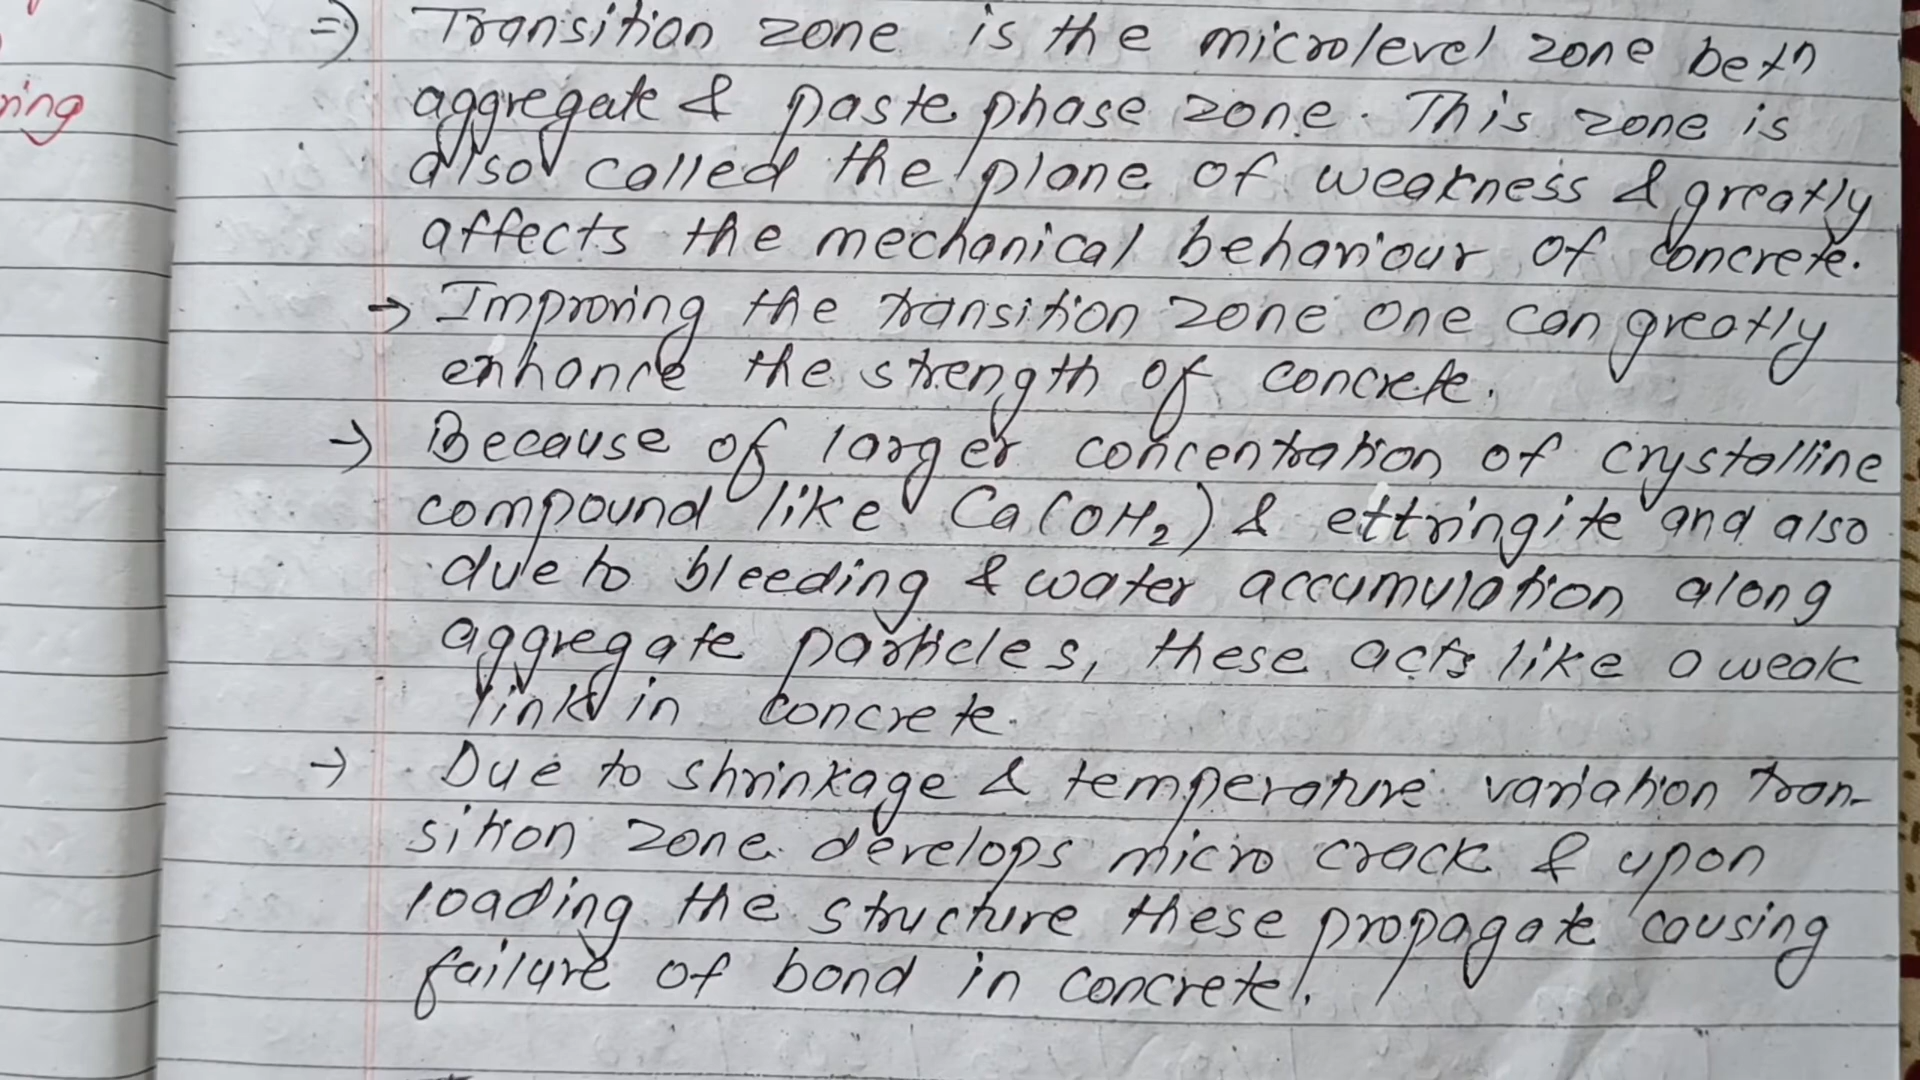 =) Transition zone is the microlevel zone betn
aggregate & paste phase zone. This zone is
also called the plane of weakness & greatly
affects the mechanical behaviour of concrete.
→ Improving the transition zone one can greatly
enhance the strength of concrete.
→ Because of larger concentration of crystalline
compound like Ca(OH₂) & ettringite and also
due to bleeding & water accumulation along
aggregate particles, these acts like a weak
link in concrete.
→ Due to shrinkage & temperature variation tran-
sition zone develops micro crack & upon
loading the structure these propagate causing
failure of bond in concrete.